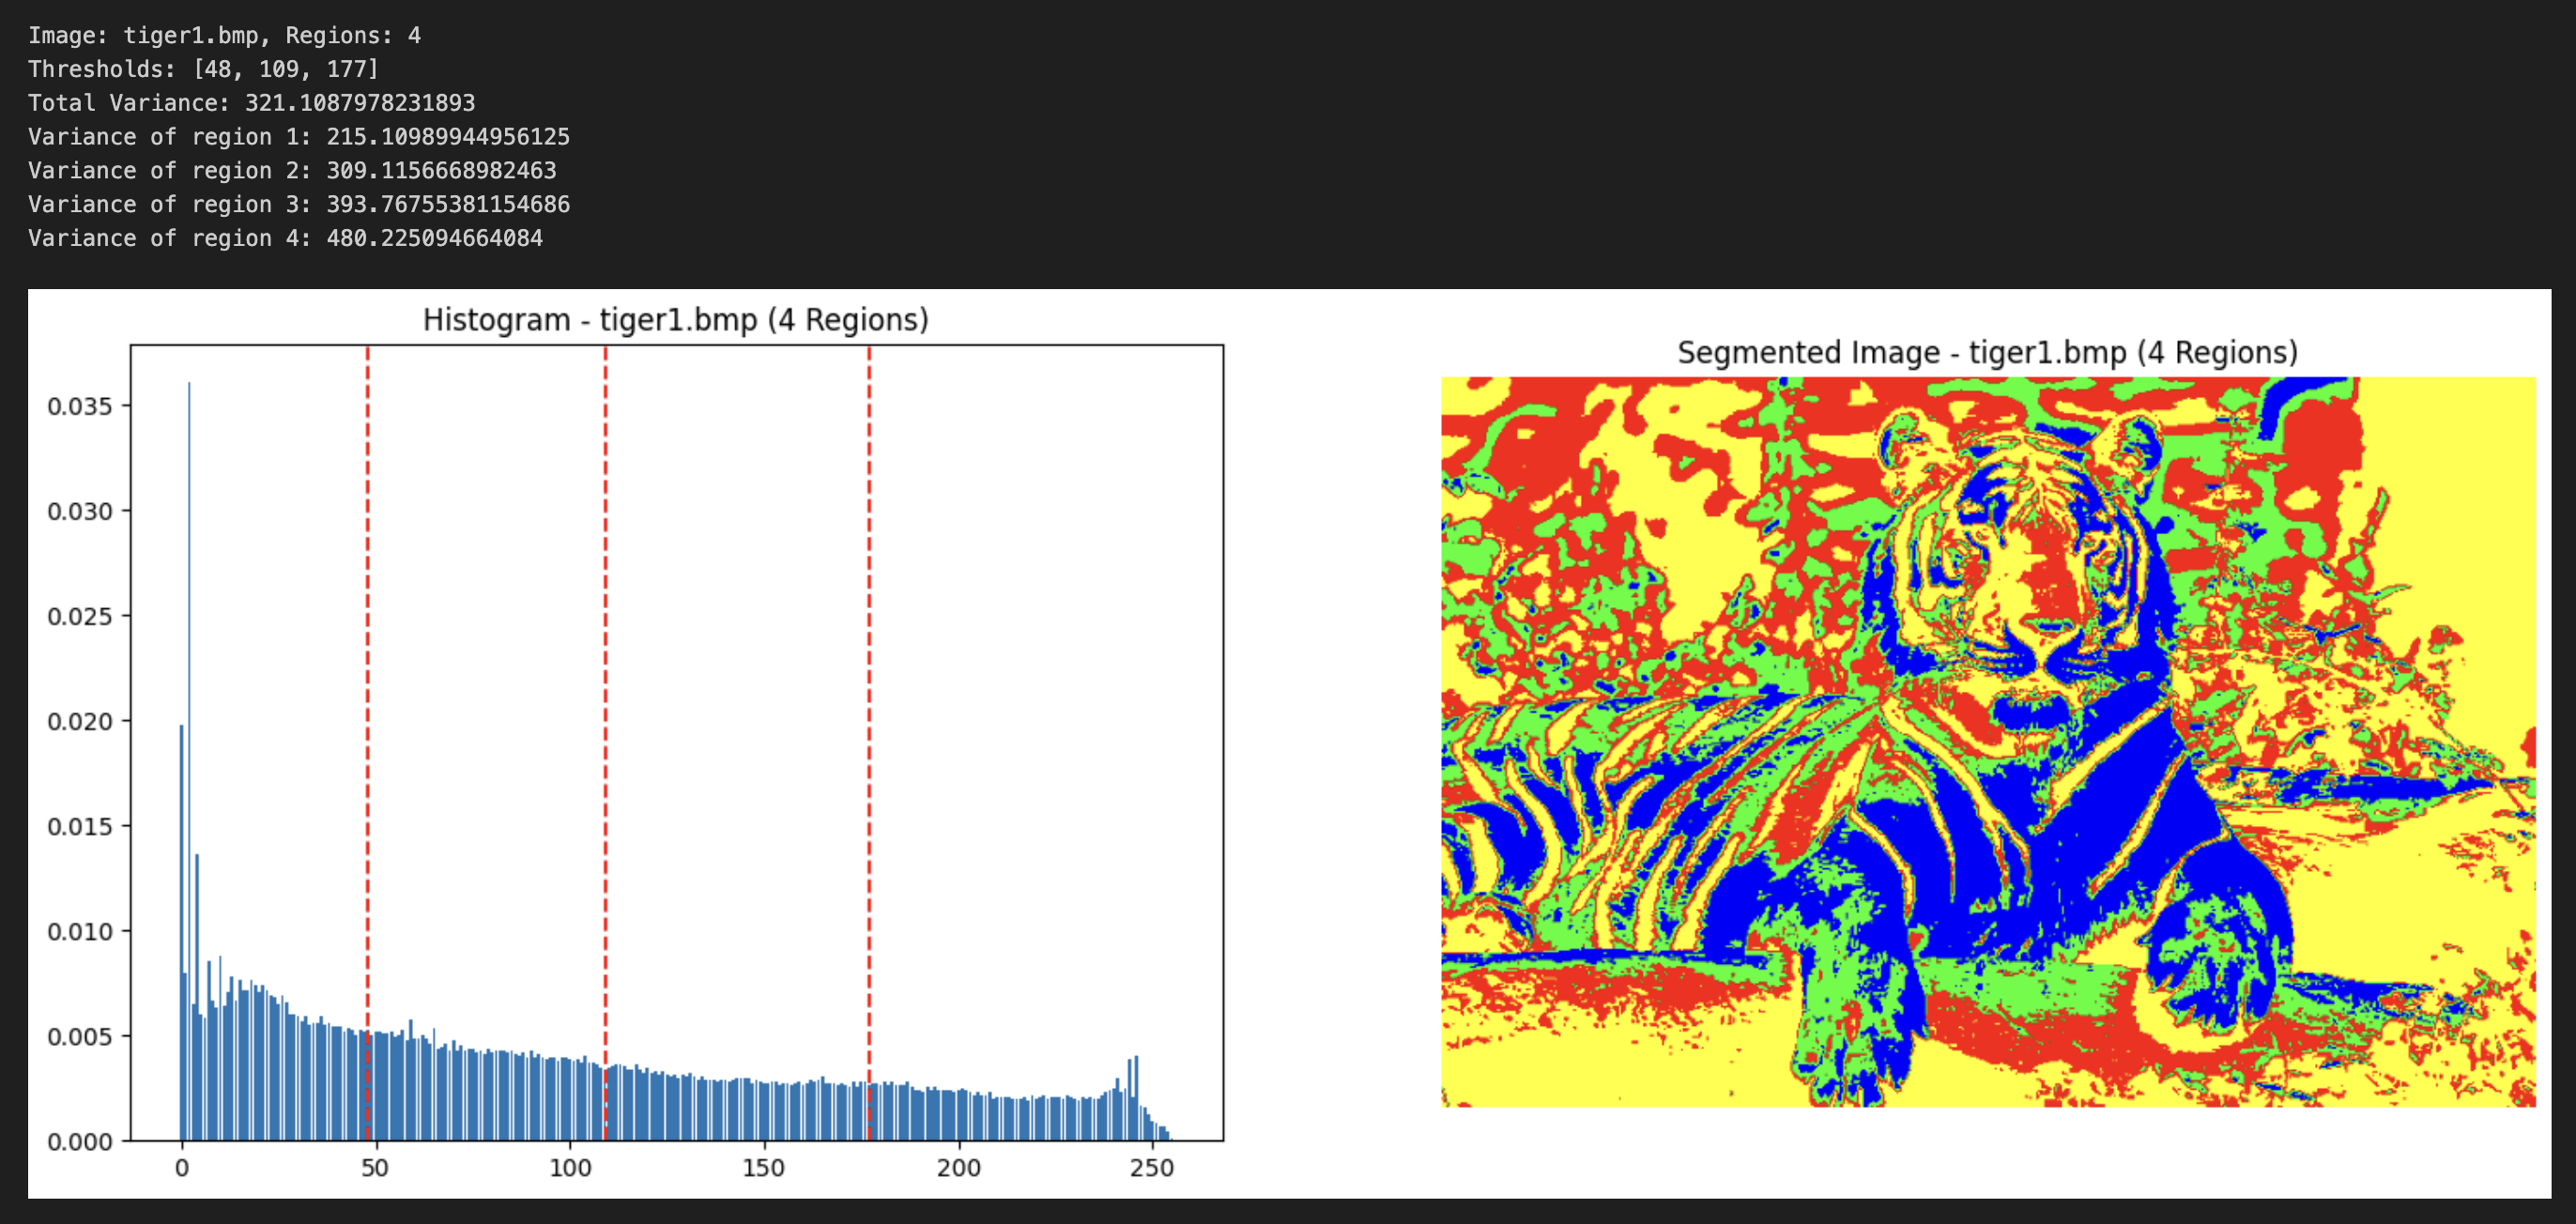 Image: tiger1.bmp, Regions: 4
Thresholds: [48, 109, 177]
Total Variance: 321.1087978231893
Variance of region 1: 215.10989944956125
Variance of region 2: 309.1156668982463
Variance of region 3: 393.76755381154686
Variance of region 4: 480.225094664084
Histogram - tiger1.bmp (4 Regions)
0.035
0.030
0.025
0.020
0.015
0.010
0.005
0.000
0 50 100 150 200 250
Segmented Image - tiger1.bmp (4 Regions)